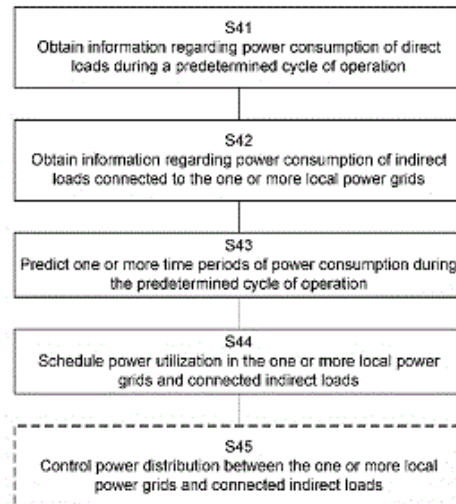 S41
Obtain information regarding power consumption of direct
loads during a predetermined cycle of operation
S42
Obtain information regarding power consumption of indirect
loads connected to the one or more local power grids
S43
Predict one or more time periods of power consumption during
the predetermined cycle of operation
S44
Schedule power utilization in the one or more local power
grids and connected indirect loads
S45
Control power distribution between the one or more local
power grids and connected indirect loads